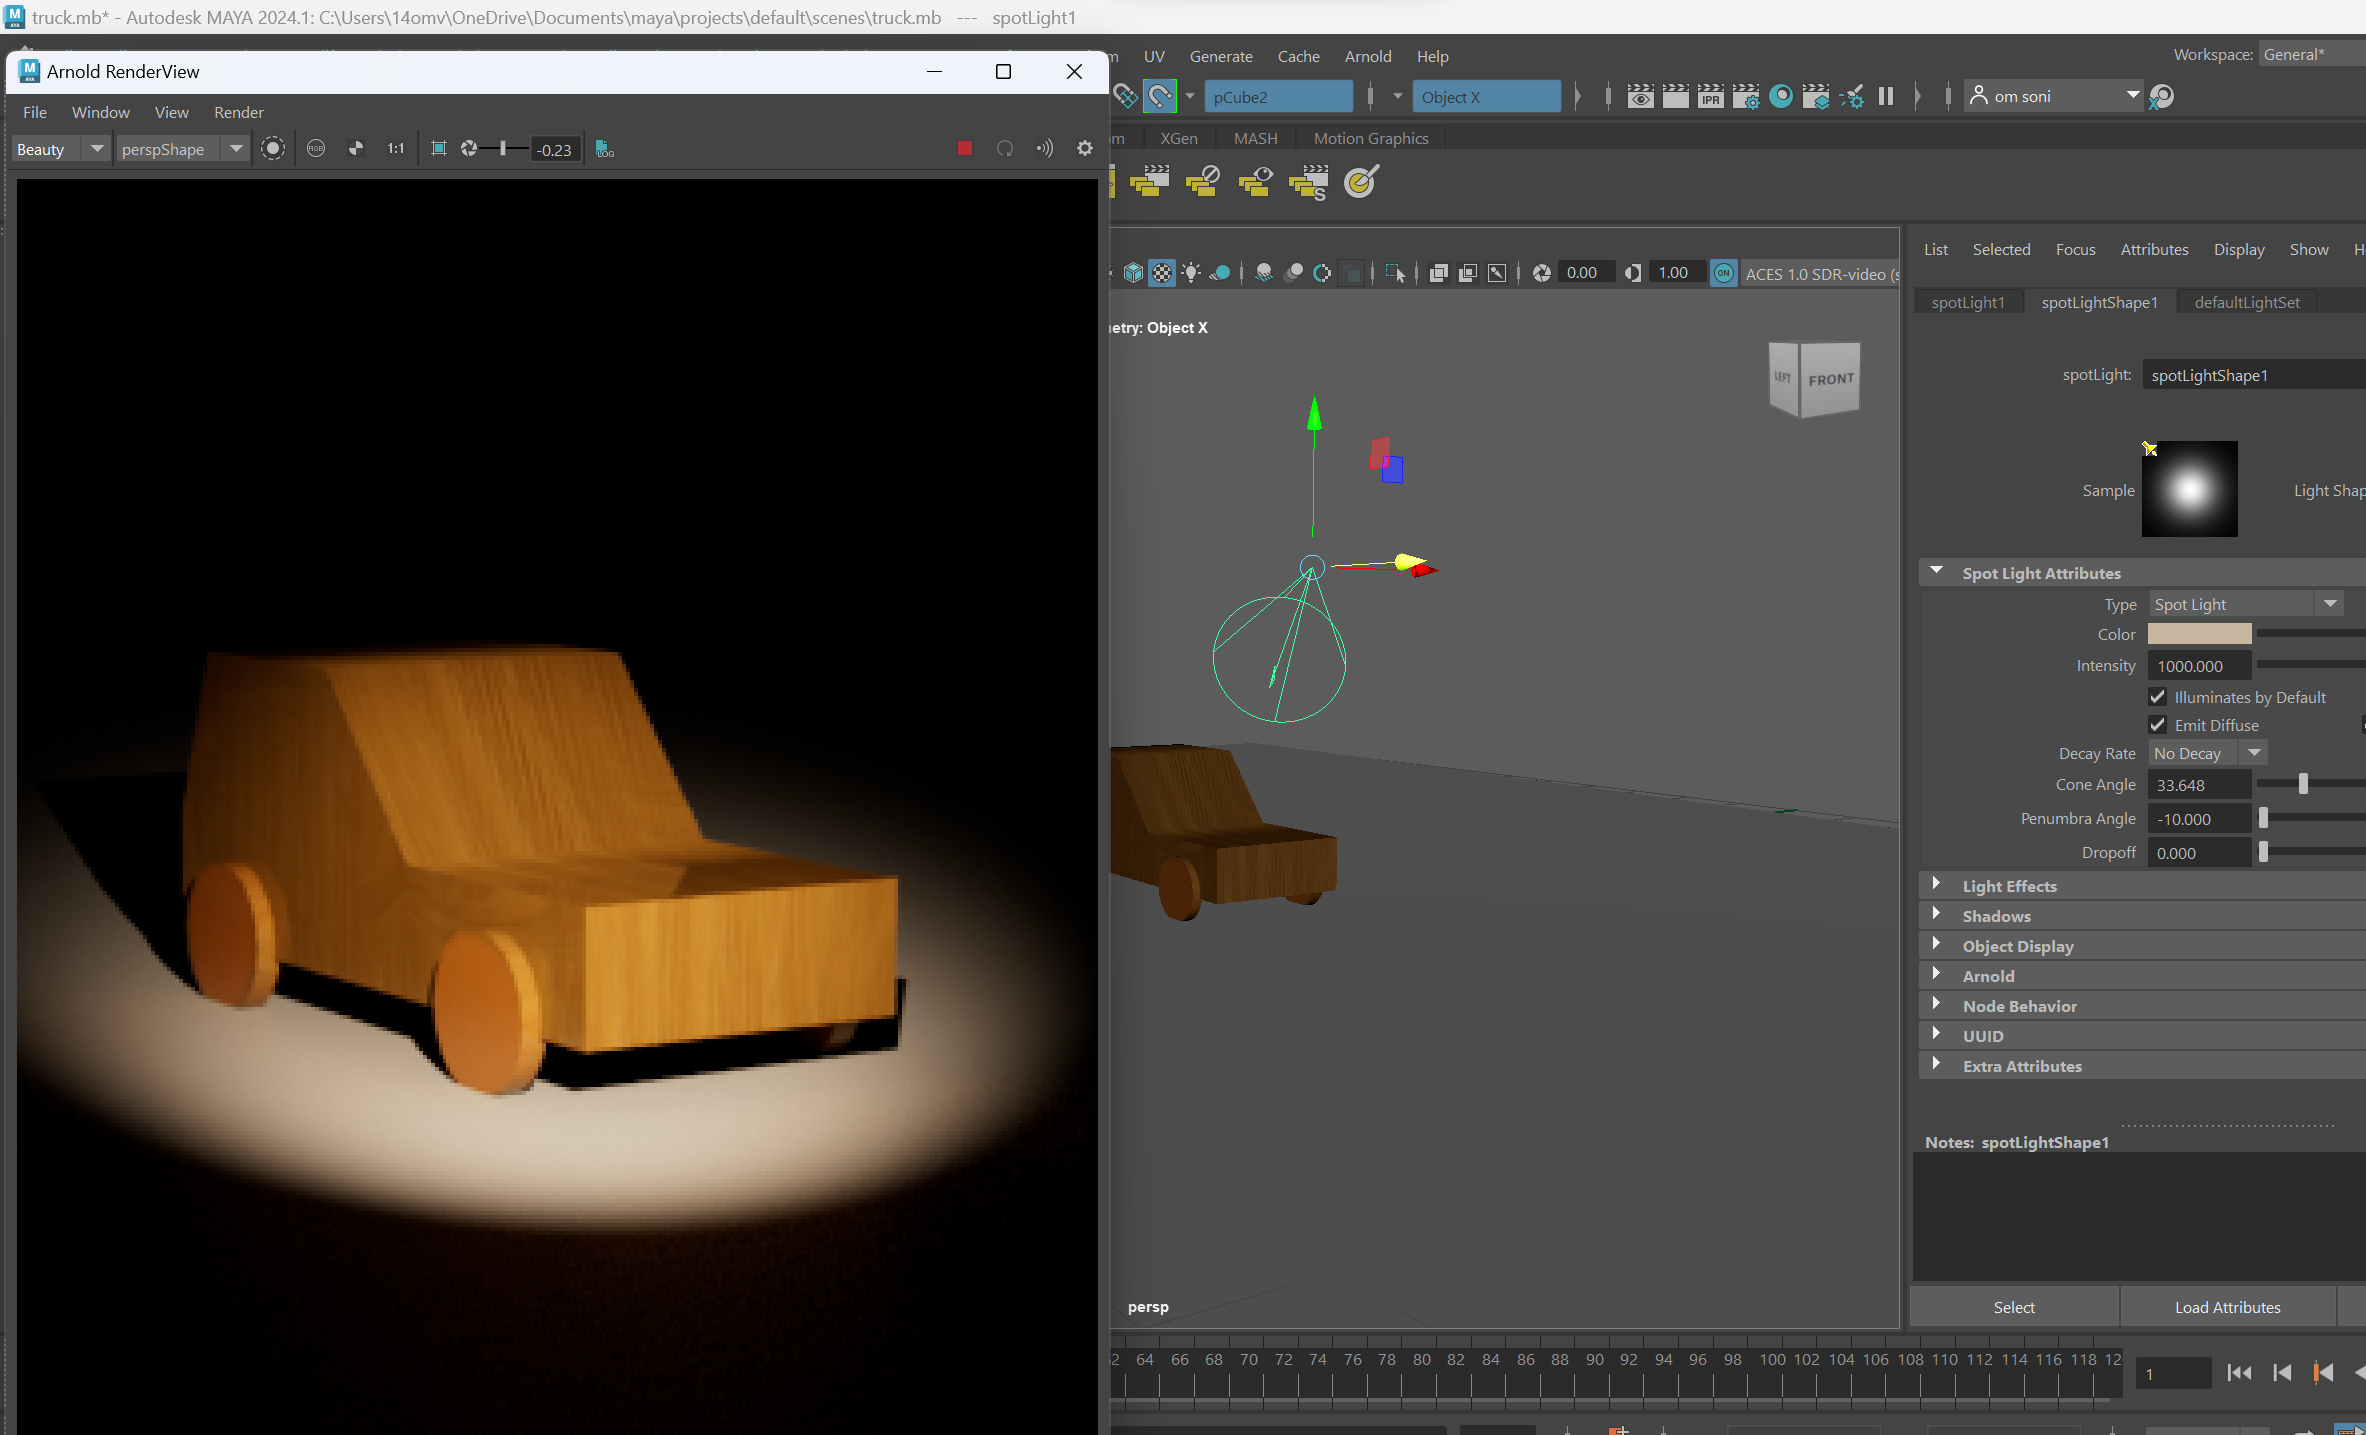 truck.mb* - Autodesk MAYA 2024.1: C:\Users\14omv\OneDrive\Documents\maya\projects\default\scenes\truck.mb --- spotLight1
UV Generate Cache Arnold Help
Workspace: General*
Arnold RenderView
File Window View Render
Beauty perspShape 1:1 -0.23 LOG
pCube2 Object X IPR om soni
XGen MASH Motion Graphics
List Selected Focus Attributes Display Show
0.00 1.00 ON ACES 1.0 SDR-video (s
spotLight1 spotLightShape1 defaultLightSet
etry: Object X
LEFT FRONT
spotLight: spotLightShape1
Sample Light Shap
Spot Light Attributes
Type Spot Light
Color
Intensity 1000.000
Illuminates by Default
Emit Diffuse
Decay Rate No Decay
Cone Angle 33.648
Penumbra Angle -10.000
Dropoff 0.000
Light Effects
Shadows
Object Display
Arnold
Node Behavior
UUID
Extra Attributes
Notes: spotLightShape1
persp
Select Load Attributes
64 66 68 70 72 74 76 78 80 82 84 86 88 90 92 94 96 98 100 102 104 106 108 110 112 114 116 118 12
1